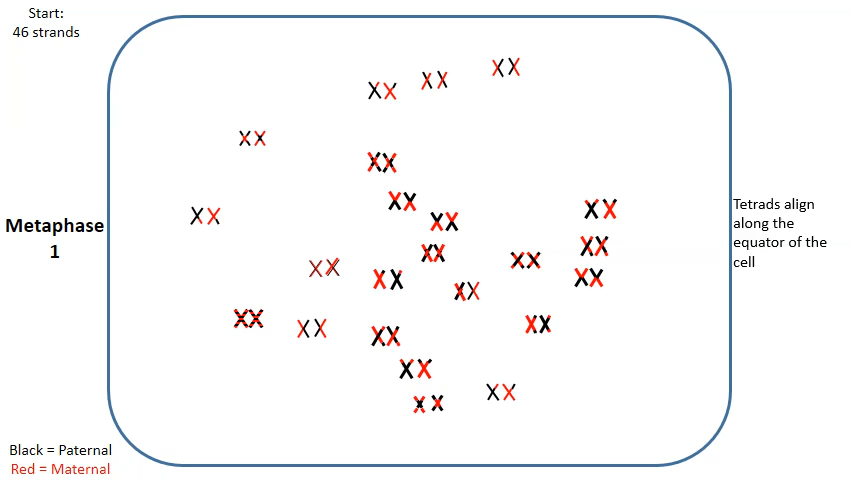 Start:
46 strands
Metaphase
1
Tetrads align
along the
equator of the
cell
Black = Paternal
Red = Maternal